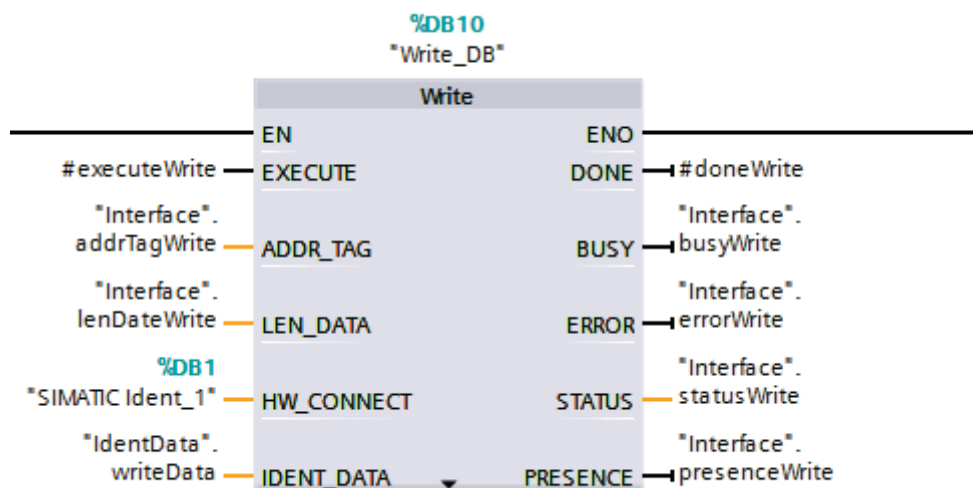 %DB10
"Write_DB"
Write
EN ENO
#executeWrite EXECUTE DONE #doneWrite
"Interface". "Interface".
addrTagWrite ADDR_TAG BUSY busyWrite
"Interface". "Interface".
lenDateWrite LEN_DATA ERROR errorWrite
%DB1 "Interface".
"SIMATIC Ident_1" HW_CONNECT STATUS statusWrite
"IdentData". "Interface".
writeData IDENT_DATA PRESENCE presenceWrite